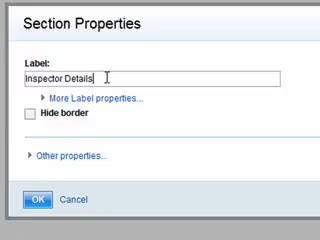 Section Properties
Label:
Inspector Details
More Label properties...
Hide border
Other properties...
OK Cancel